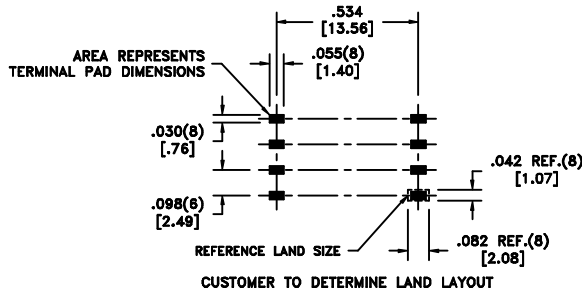 .534
[13.56]
AREA REPRESENTS
TERMINAL PAD DIMENSIONS
.055(8)
[1.40]
.030(8)
[.76]
.042 REF.(8)
[1.07]
.098(6)
[2.49]
REFERENCE LAND SIZE
.082 REF.(8)
[2.08]
CUSTOMER TO DETERMINE LAND LAYOUT